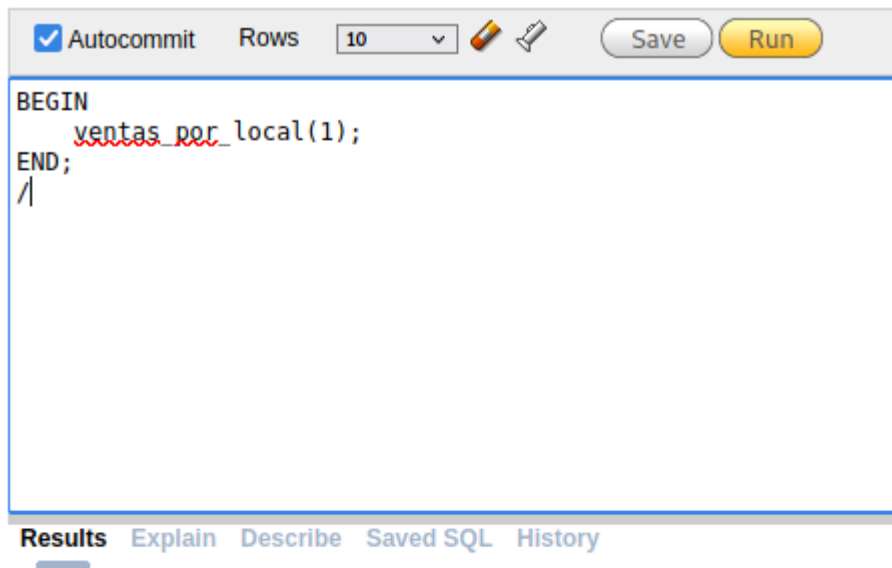 Autocommit Rows 10 Save Run
BEGIN
    ventas_por_local(1);
END;
/
Results Explain Describe Saved SQL History